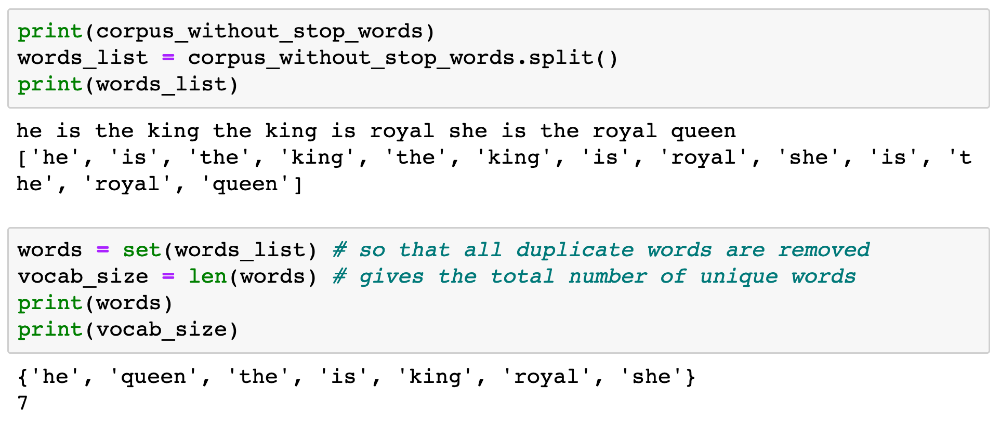 print(corpus_without_stop_words)
words_list = corpus_without_stop_words.split()
print(words_list)
he is the king the king is royal she is the royal queen
['he', 'is', 'the', 'king', 'the', 'king', 'is', 'royal', 'she', 'is', 't
he', 'royal', 'queen']
words = set(words_list) # so that all duplicate words are removed
vocab_size = len(words) # gives the total number of unique words
print(words)
print(vocab_size)
{'he', 'queen', 'the', 'is', 'king', 'royal', 'she'}
7